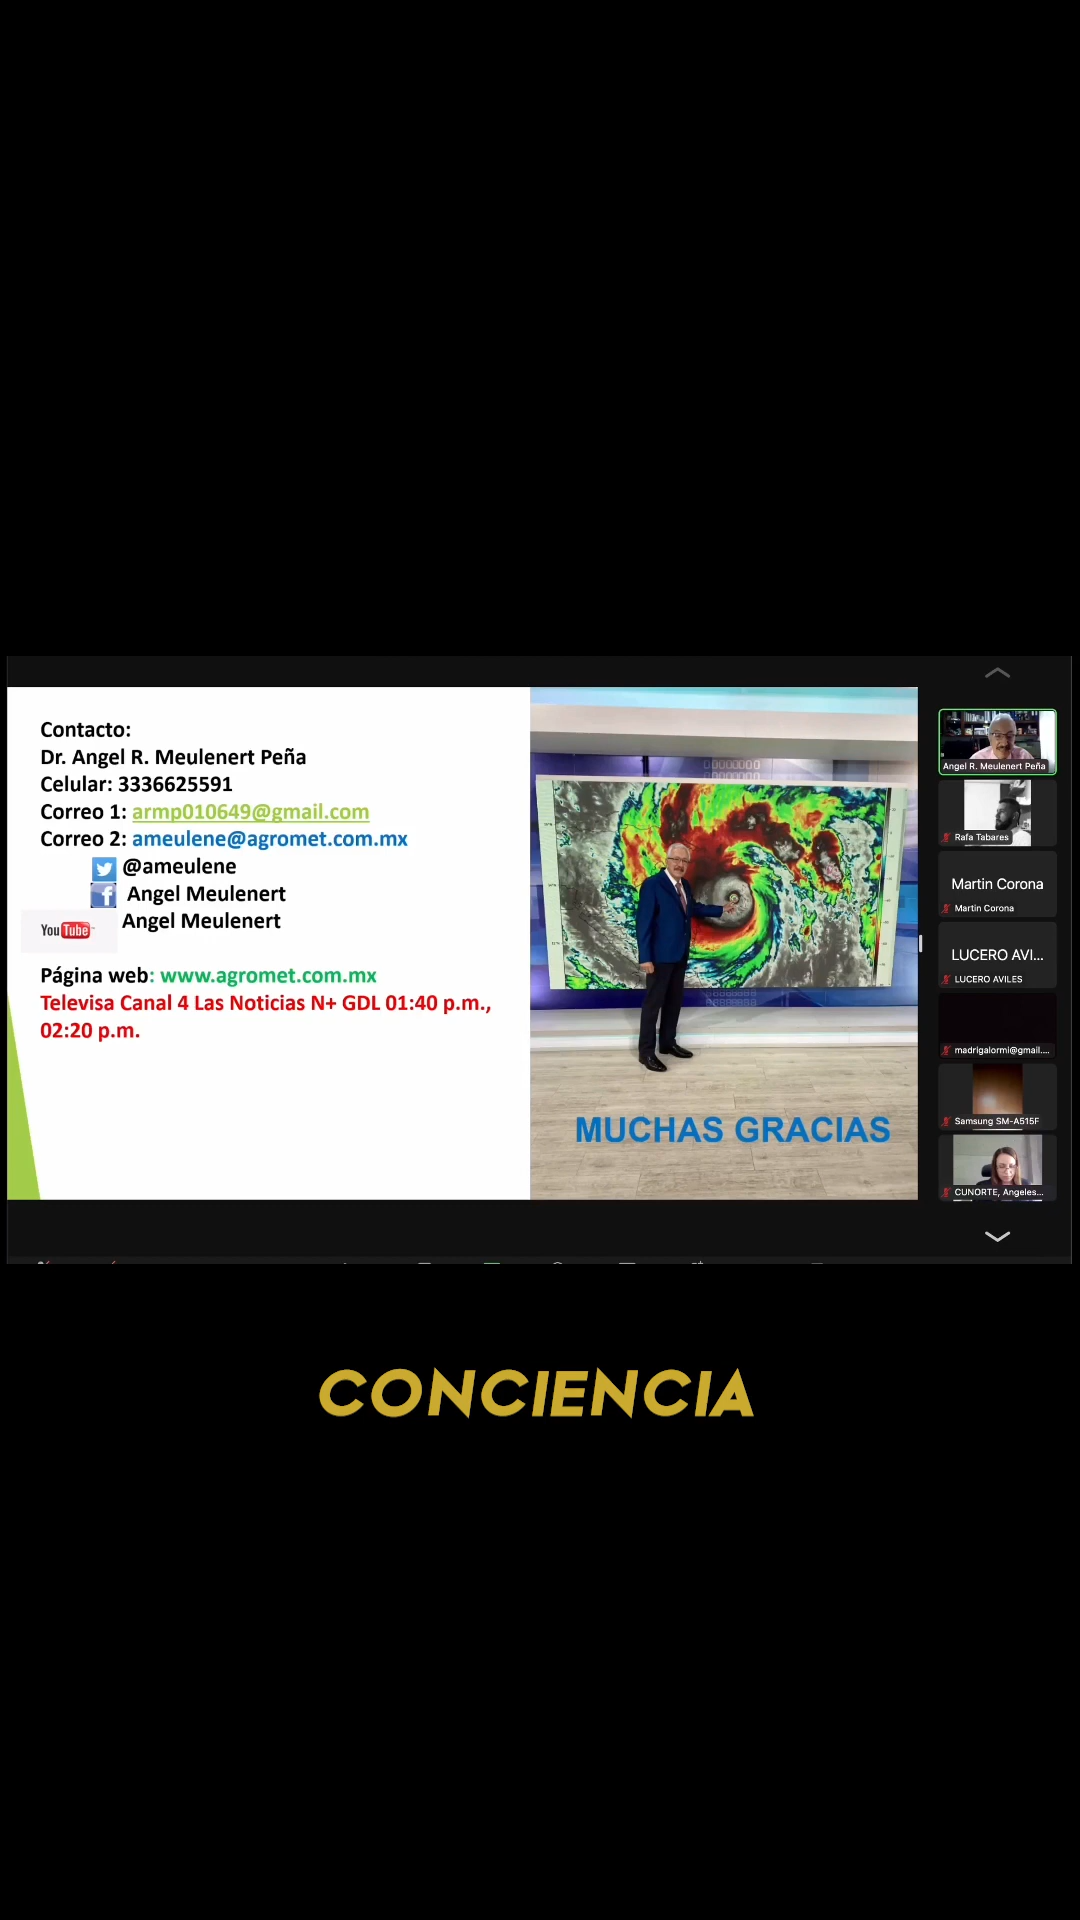 Contacto:
Dr. Angel R. Meulenert Peña
Celular: 3336625591
Correo 1: armp010649@gmail.com
Correo 2: ameulene@agromet.com.mx
@ameulene
Angel Meulenert
YouTube Angel Meulenert
Página web: www.agromet.com.mx
Televisa Canal 4 Las Noticias N+ GDL 01:40 p.m.,
02:20 p.m.
MUCHAS GRACIAS
Angel R. Meulenert Peña
Rafa Tabares
Martin Corona
Martin Corona
LUCERO AVI...
LUCERO AVILES
madrigalormi@gmail....
Samsung SM-A515F
CUNORTE, Angeles...
CONCIENCIA